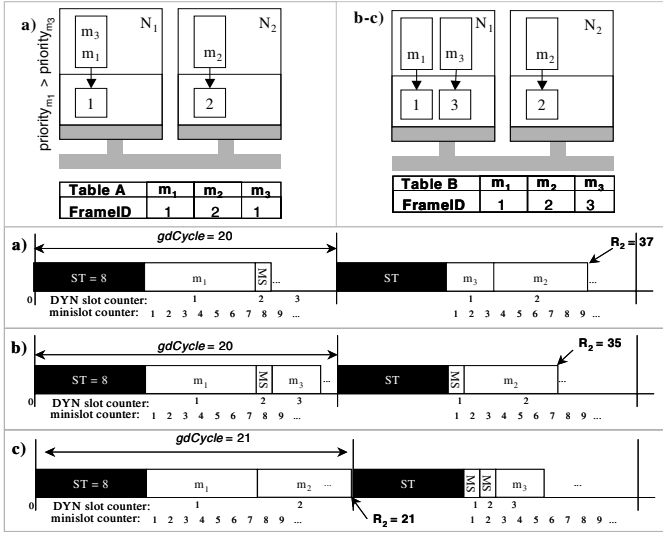 a)
priority m1 > priority m3
N1
m3
m1
1
N2
m2
2
Table A m1 m2 m3
FrameID 1 2 1
b-c)
N1
m1 m3
1 3
N2
m2
2
Table B m1 m2 m3
FrameID 1 2 3
a)
gdCycle = 20
R2 = 37
ST = 8 m1 MS ... ST m3 m2 ...
0 DYN slot counter: 1 2 3 1 2
minislot counter: 1 2 3 4 5 6 7 8 9 ... 1 2 3 4 5 6 7 8 9 ...
b)
gdCycle = 20
R2 = 35
ST = 8 m1 MS m3 ... ST MS m2 ...
0 DYN slot counter: 1 2 3 1 2
minislot counter: 1 2 3 4 5 6 7 8 9 ... 1 2 3 4 5 6 7 8 9 ...
c)
gdCycle = 21
ST = 8 m1 m2 ... ST MS MS m3 ...
0 DYN slot counter: 1 2 1 2 3
R2 = 21
minislot counter: 1 2 3 4 5 6 7 8 9 ... 1 2 3 4 5 6 7 8 9 ...